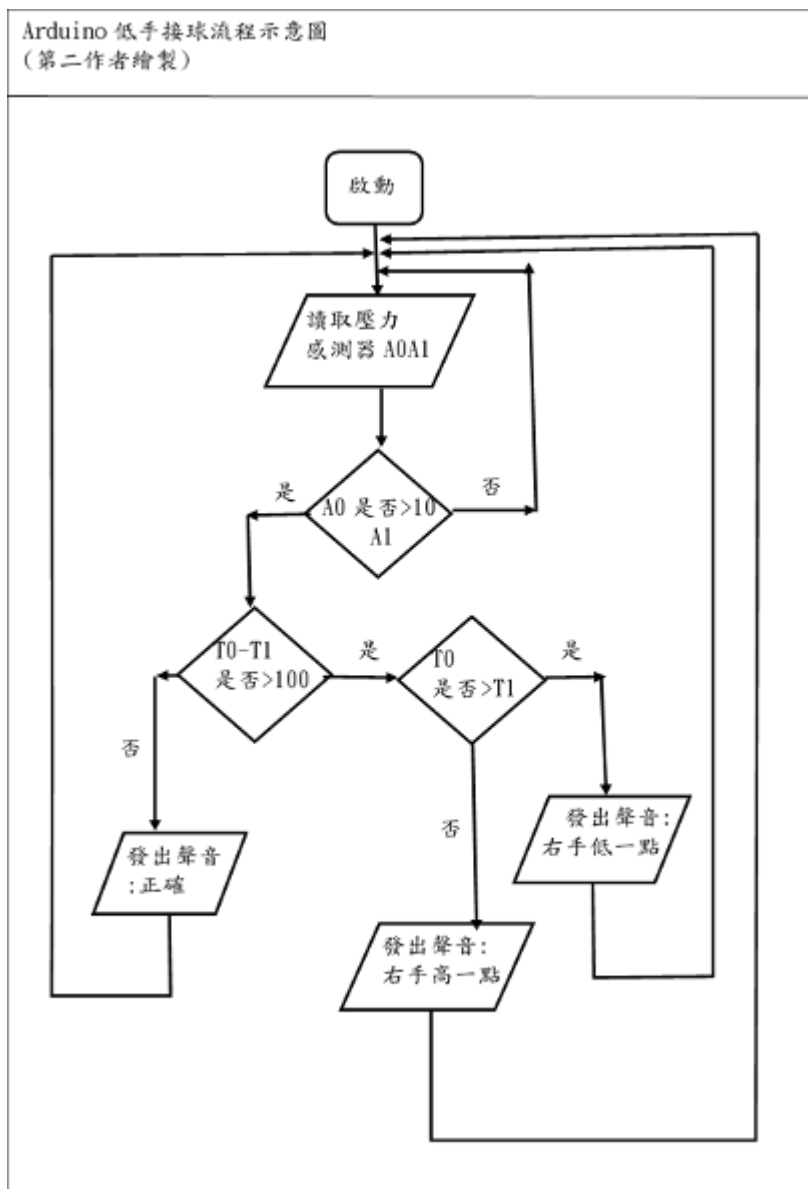 Arduino 低手接球流程示意圖
(第二作者繪製)
啟動
讀取壓力
感測器 A0A1
是
A0 是否>10
A1
否
T0-T1
是否>100
是
T0
是否>T1
是
否
否
發出聲音
:正確
發出聲音:
右手低一點
發出聲音:
右手高一點